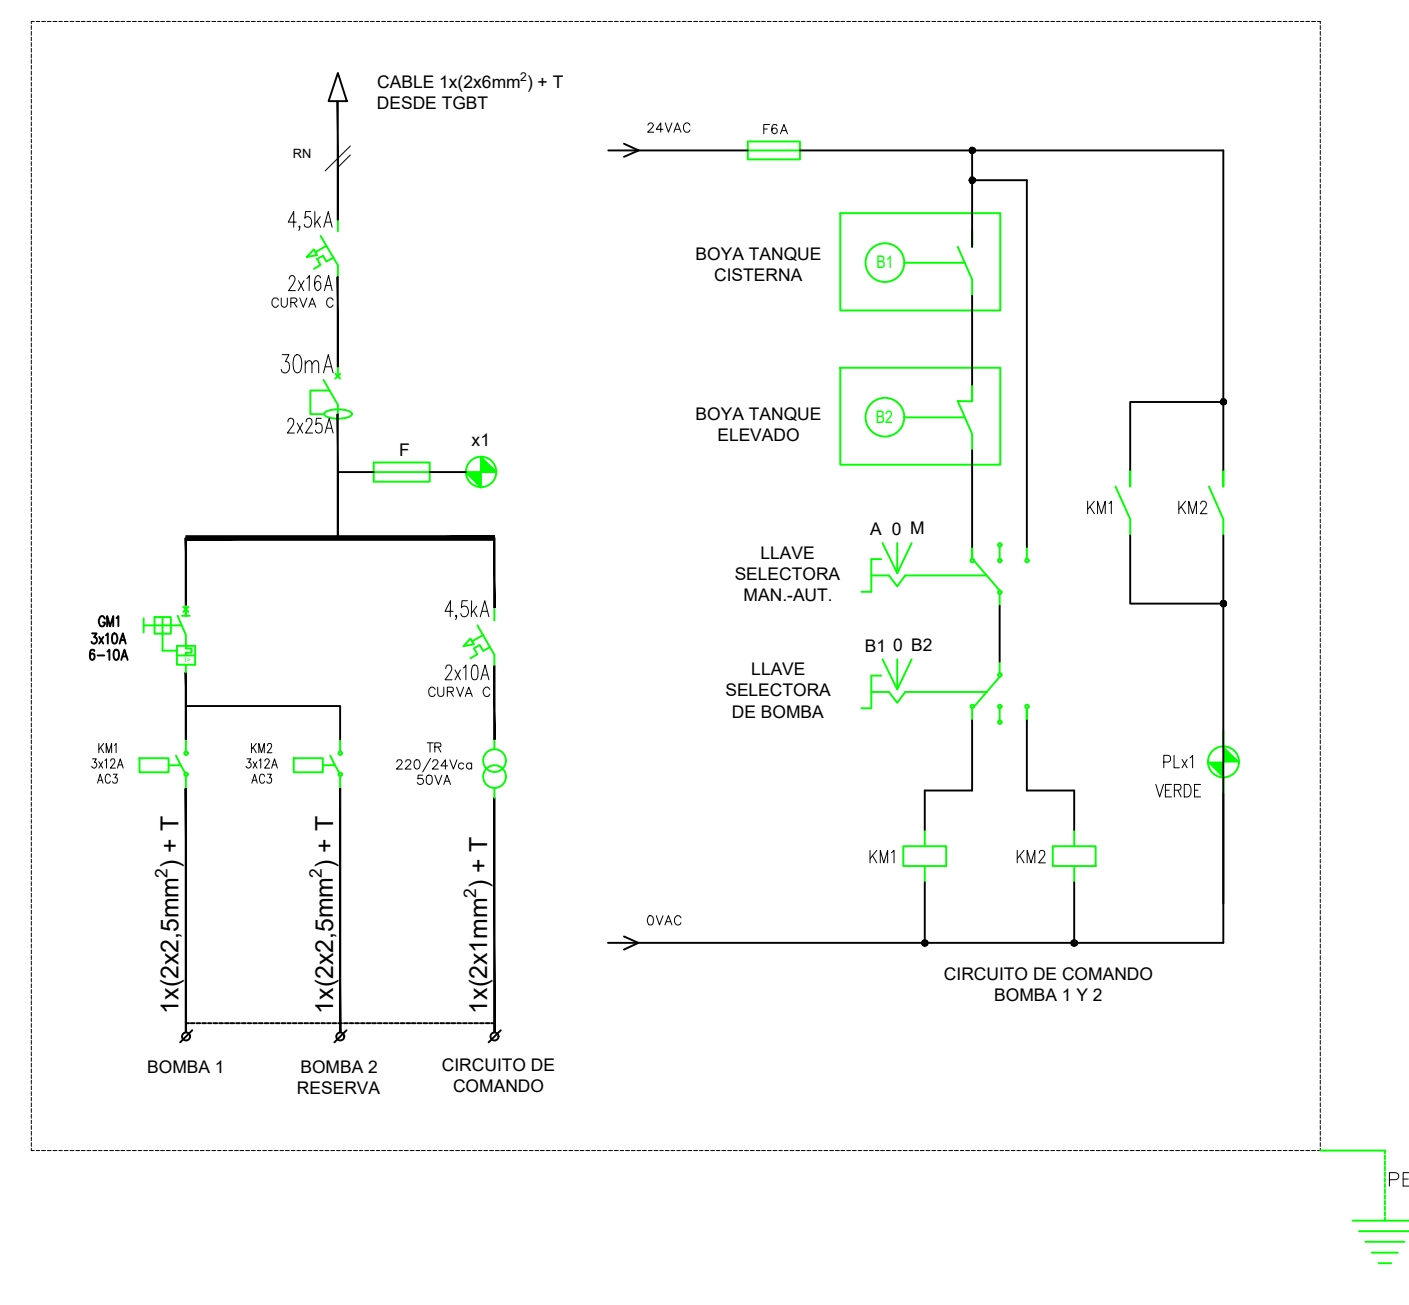 CABLE 1x(2x6mm²) + T
DESDE TGBT
RN
4,5kA
2x16A
CURVA C
30mA
2x25A
F
x1
GM1
3x10A
6-10A
4,5kA
2x10A
CURVA C
KM1
3x12A
AC3
KM2
3x12A
AC3
TR
220/24Vca
50VA
1x(2x2,5mm²) + T
1x(2x2,5mm²) + T
1x(2x1mm²) + T
BOMBA 1
BOMBA 2
RESERVA
CIRCUITO DE
COMANDO
24VAC
F6A
BOYA TANQUE
CISTERNA
B1
BOYA TANQUE
ELEVADO
B2
KM1
KM2
A 0 M
LLAVE
SELECTORA
MAN.-AUT.
B1 0 B2
LLAVE
SELECTORA
DE BOMBA
PLx1
VERDE
KM1
KM2
0VAC
CIRCUITO DE COMANDO
BOMBA 1 Y 2
PE